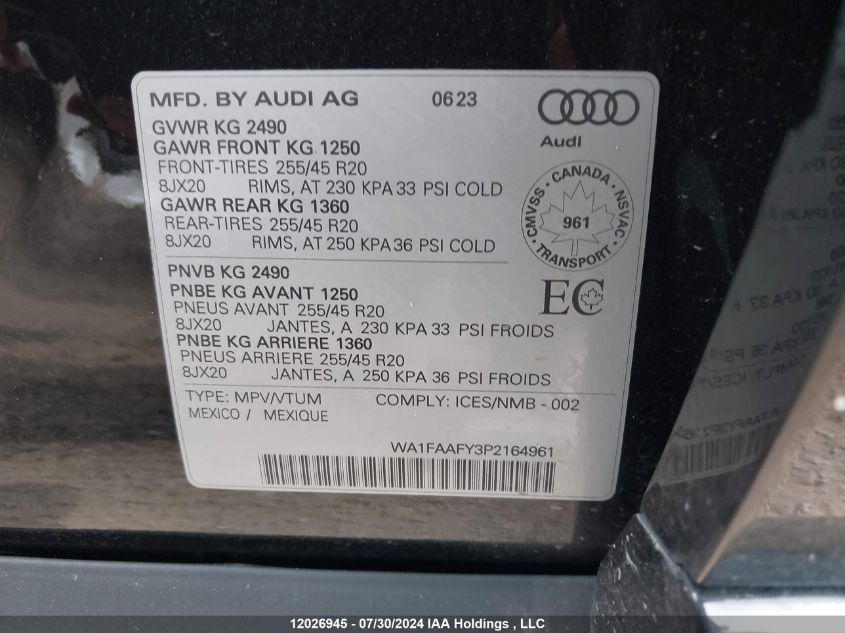 MFD. BY AUDI AG 0623
Audi
GVWR KG 2490
GAWR FRONT KG 1250
FRONT-TIRES 255/45 R20
8JX20 RIMS, AT 230 KPA 33 PSI COLD
GAWR REAR KG 1360
REAR-TIRES 255/45 R20
8JX20 RIMS, AT 250 KPA 36 PSI COLD
CMVSS · CANADA · NSVAC
961
TRANSPORT
PNVB KG 2490
PNBE KG AVANT 1250
PNEUS AVANT 255/45 R20
8JX20 JANTES, A 230 KPA 33 PSI FROIDS
PNBE KG ARRIERE 1360
PNEUS ARRIERE 255/45 R20
8JX20 JANTES, A 250 KPA 36 PSI FROIDS
EC
TYPE: MPV/VTUM COMPLY: ICES/NMB - 002
MEXICO / MEXIQUE
WA1FAAFY3P2164961
12026945 - 07/30/2024 IAA Holdings , LLC